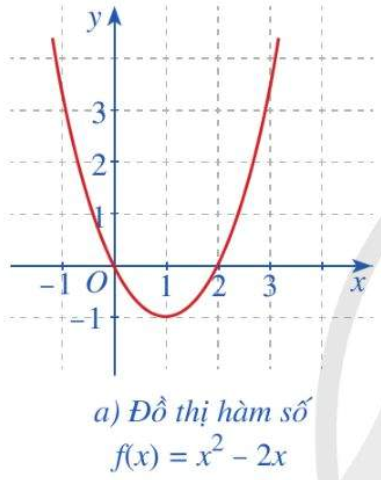 y
3
2
1
-1 O 1 2 3 x
-1
a) Đồ thị hàm số
f(x) = x² – 2x